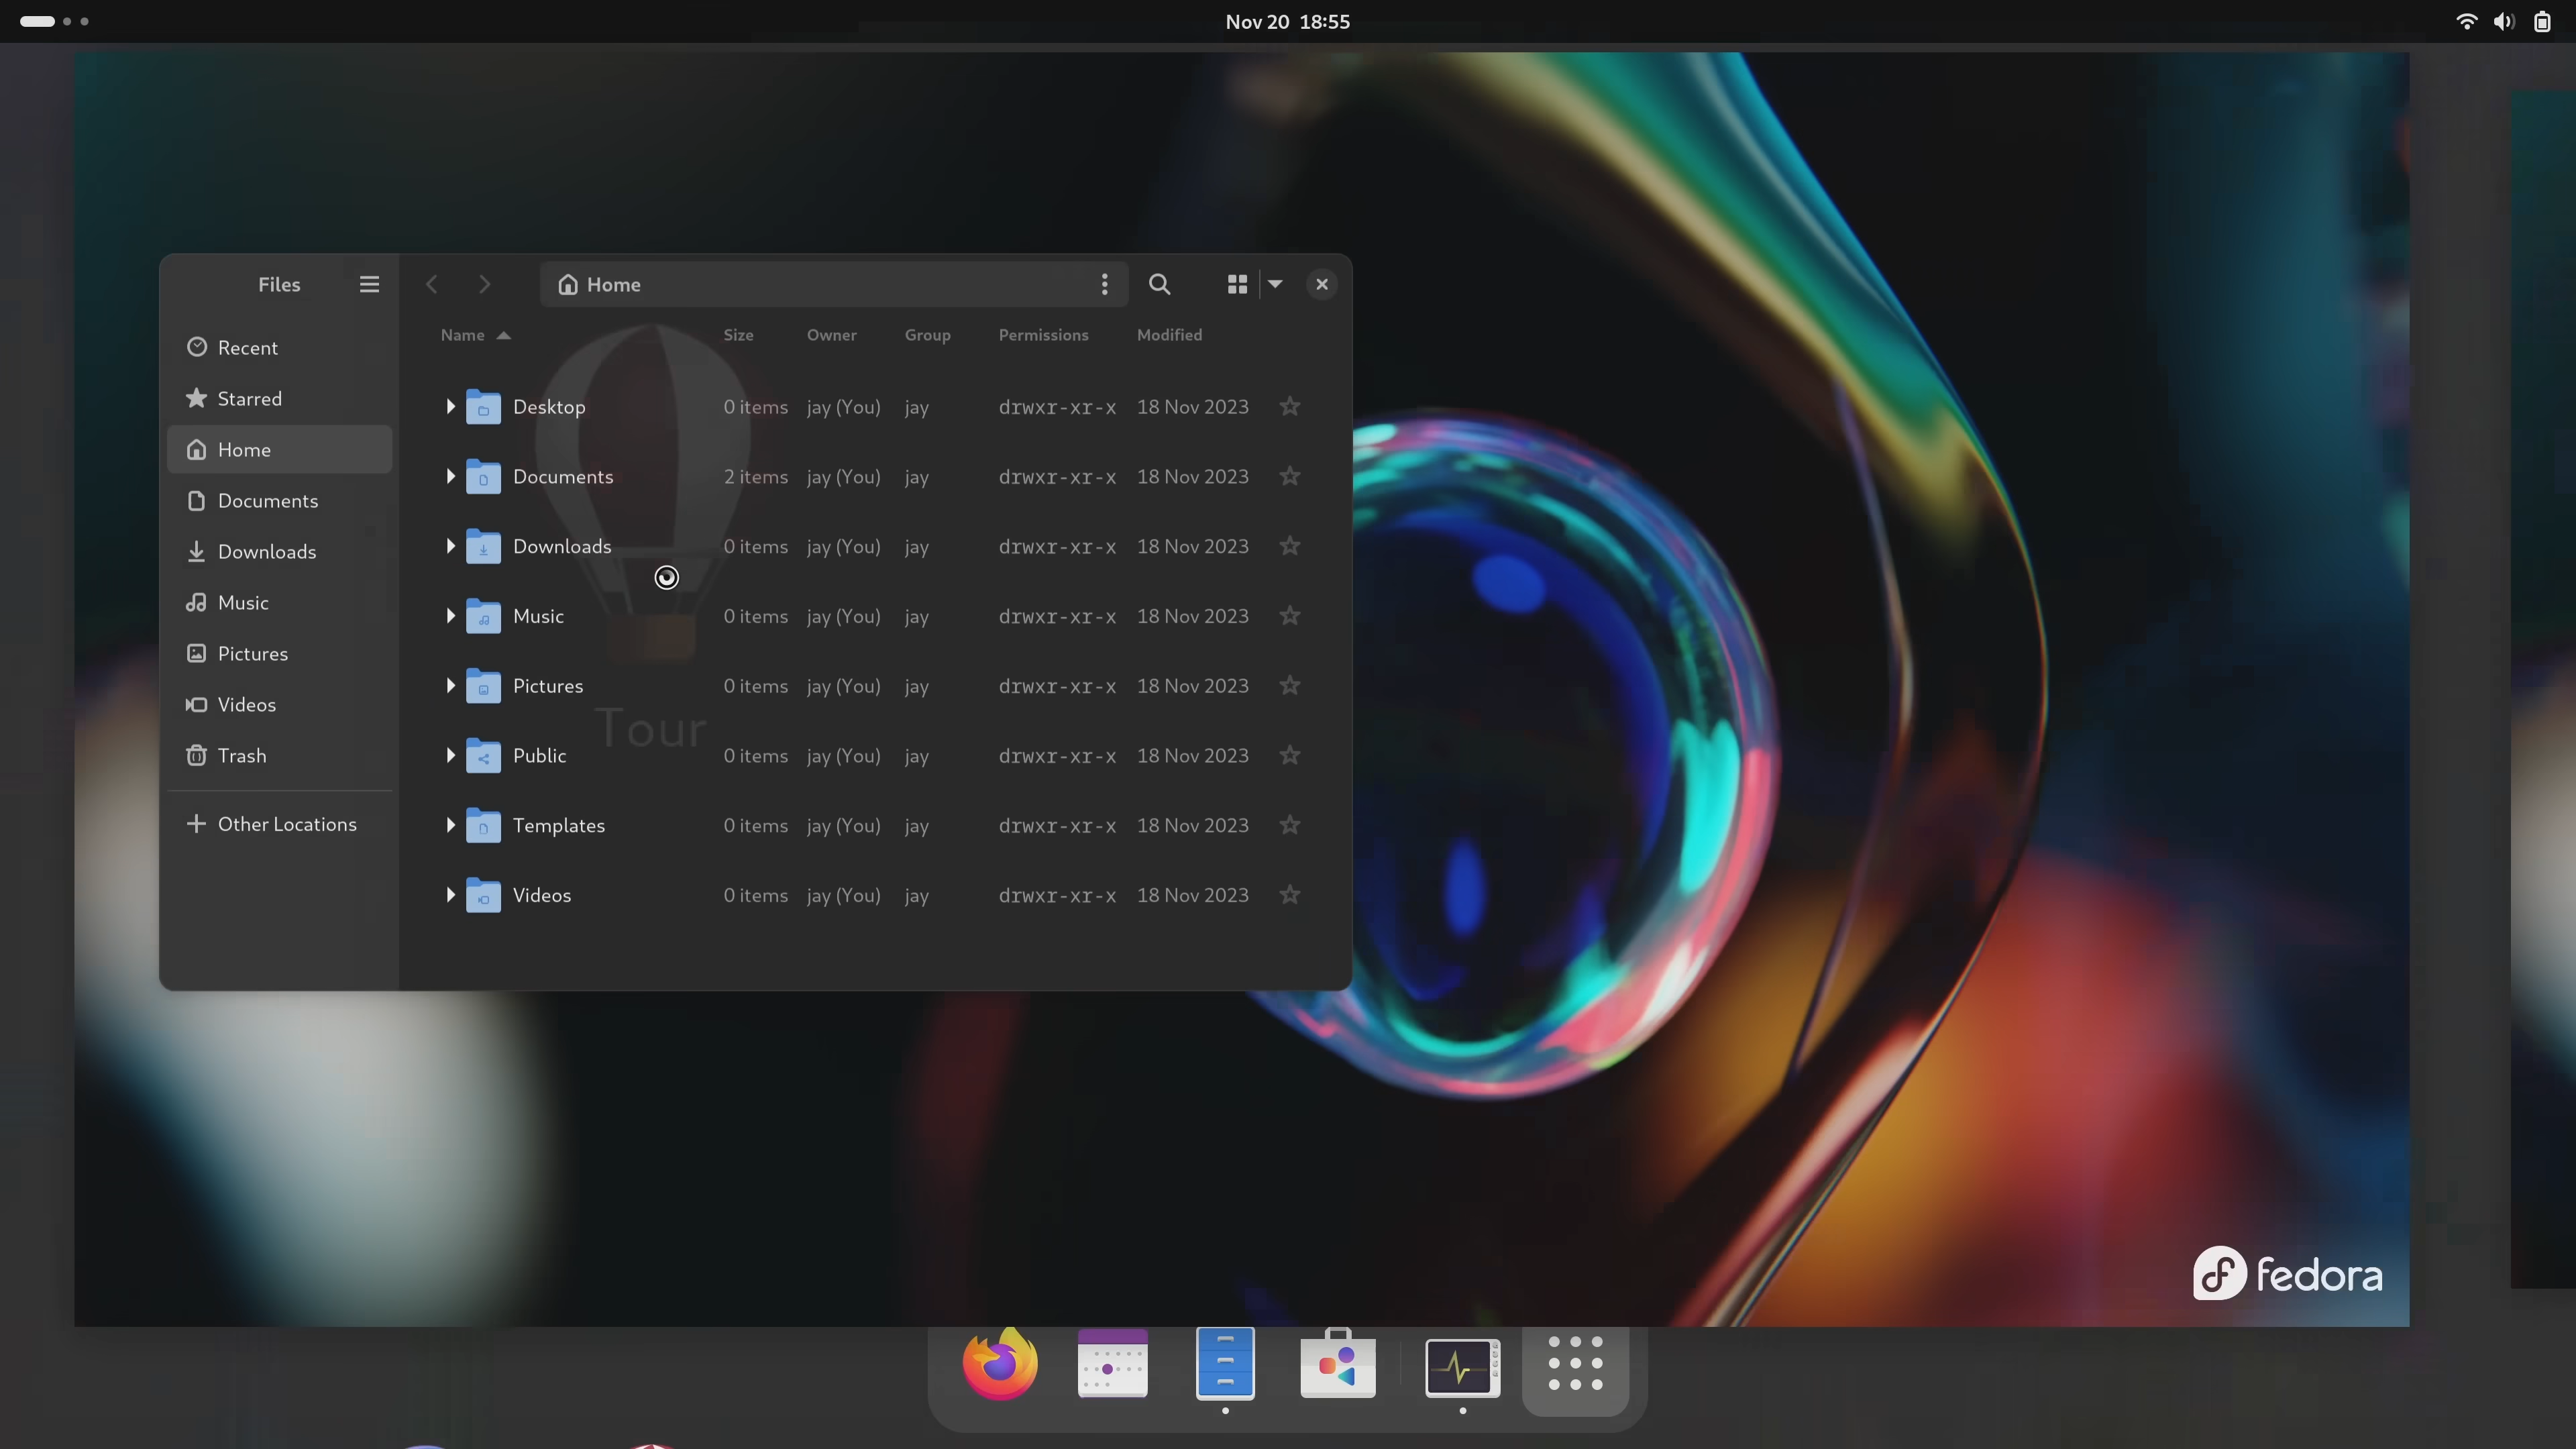 Nov 20 18:55
Files
Home
Name Size Owner Group Permissions Modified
Recent
Starred
Home
Documents
Downloads
Music
Pictures
Videos
Trash
Other Locations
Desktop 0 items jay (You) jay drwxr-xr-x 18 Nov 2023
Documents 2 items jay (You) jay drwxr-xr-x 18 Nov 2023
Downloads 0 items jay (You) jay drwxr-xr-x 18 Nov 2023
Music 0 items jay (You) jay drwxr-xr-x 18 Nov 2023
Pictures 0 items jay (You) jay drwxr-xr-x 18 Nov 2023
Tour
Public 0 items jay (You) jay drwxr-xr-x 18 Nov 2023
Templates 0 items jay (You) jay drwxr-xr-x 18 Nov 2023
Videos 0 items jay (You) jay drwxr-xr-x 18 Nov 2023
fedora